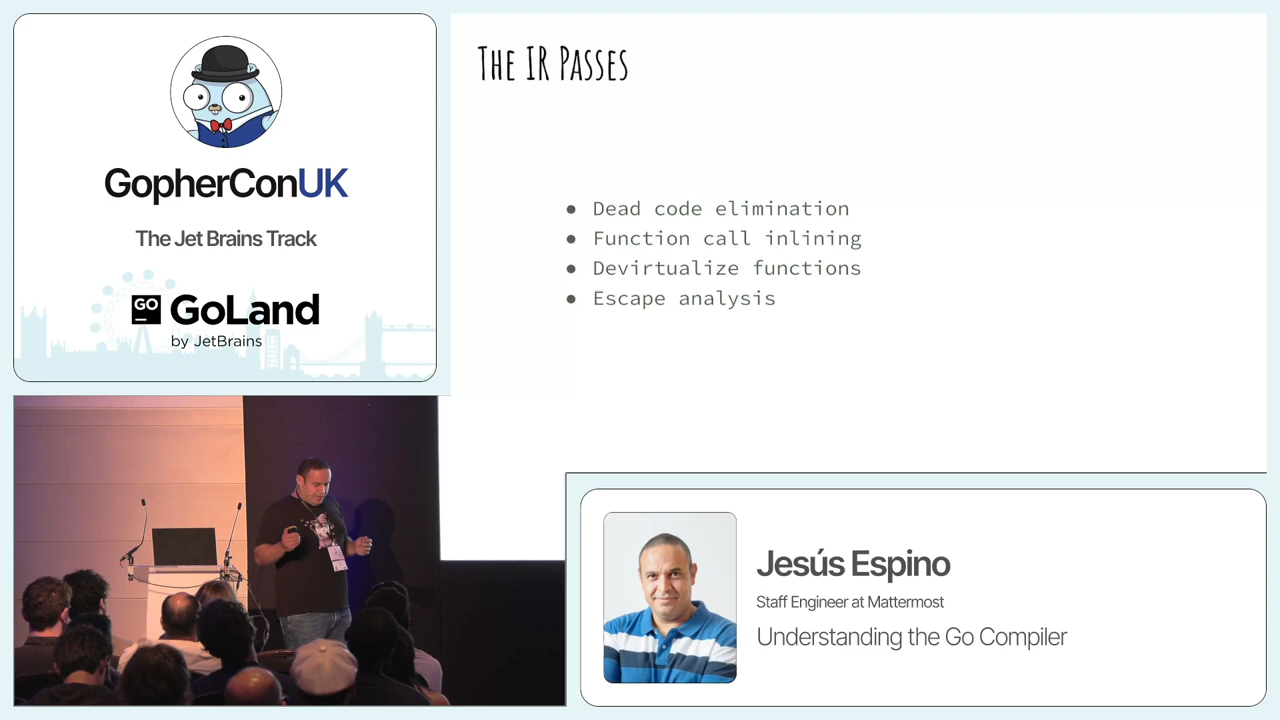 GopherConUK
The Jet Brains Track
GO GoLand
by JetBrains
The IR Passes
● Dead code elimination
● Function call inlining
● Devirtualize functions
● Escape analysis
Jesús Espino
Staff Engineer at Mattermost
Understanding the Go Compiler